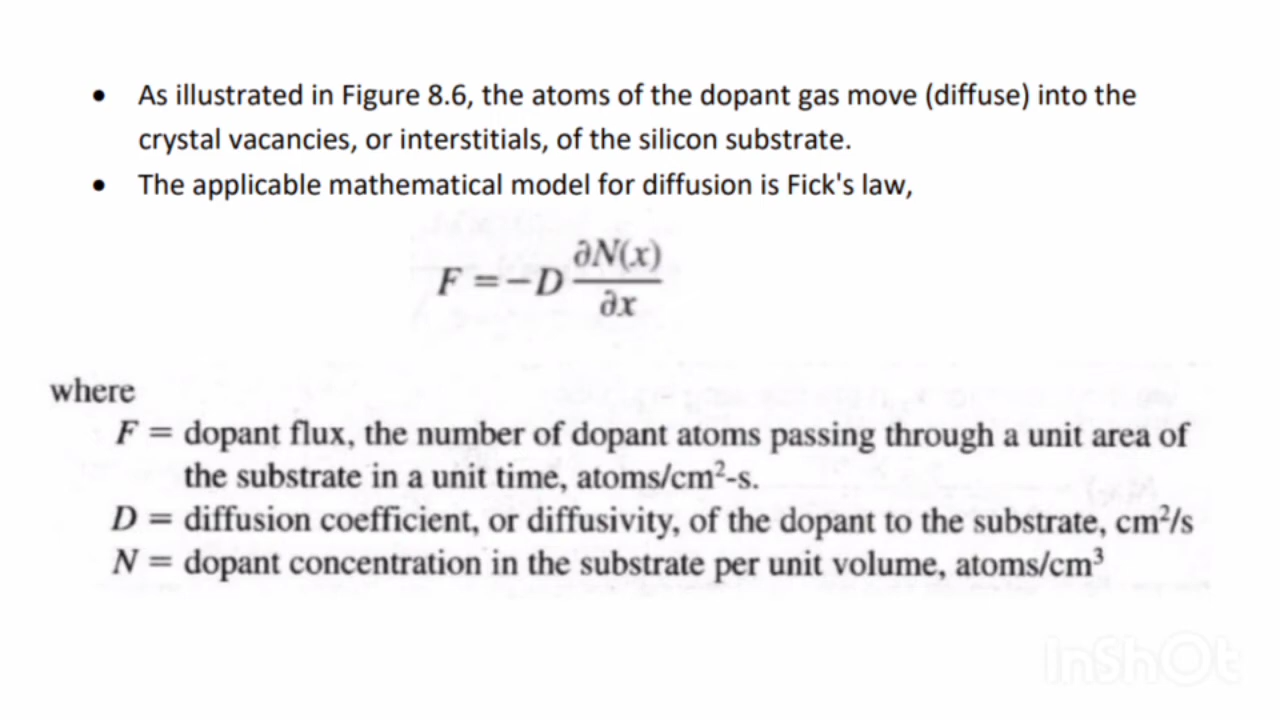 • As illustrated in Figure 8.6, the atoms of the dopant gas move (diffuse) into the
crystal vacancies, or interstitials, of the silicon substrate.
• The applicable mathematical model for diffusion is Fick's law,
F = −D ∂N(x)/∂x
where
F = dopant flux, the number of dopant atoms passing through a unit area of
the substrate in a unit time, atoms/cm²-s.
D = diffusion coefficient, or diffusivity, of the dopant to the substrate, cm²/s
N = dopant concentration in the substrate per unit volume, atoms/cm³
InShOt